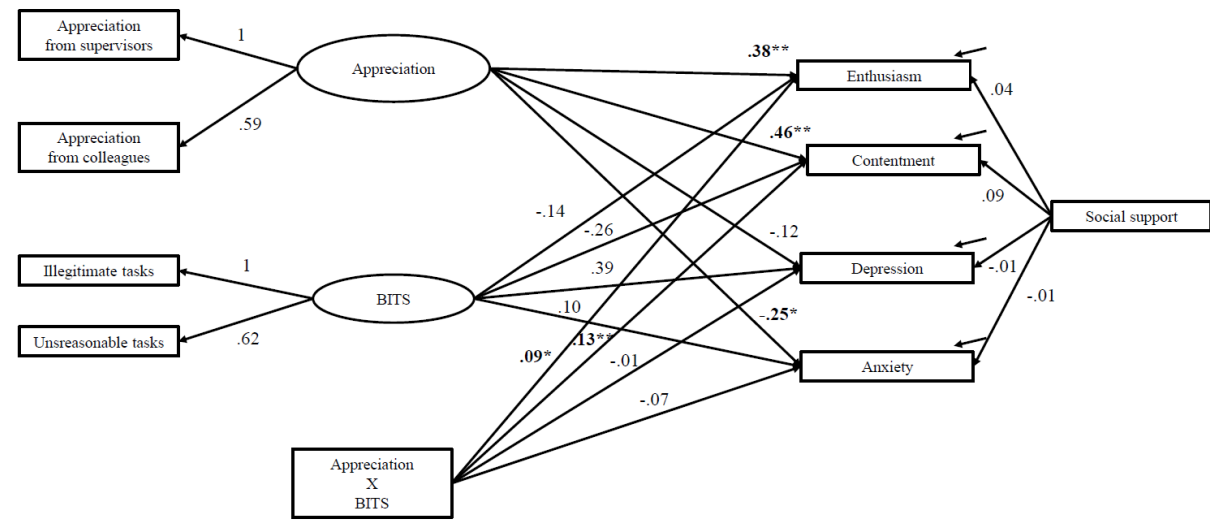 Appreciation
from supervisors
1
Appreciation
.38**
Enthusiasm
.04
.59
Appreciation
from colleagues
.46**
Contentment
.09
Social support
-.14
-.26
-.12
Illegitimate tasks
1
.39
Depression
-.01
BITS
.10
-.25*
-.01
Unsreasonable tasks
.62
.13**
.09*
-.01
Anxiety
-.07
Appreciation
X
BITS